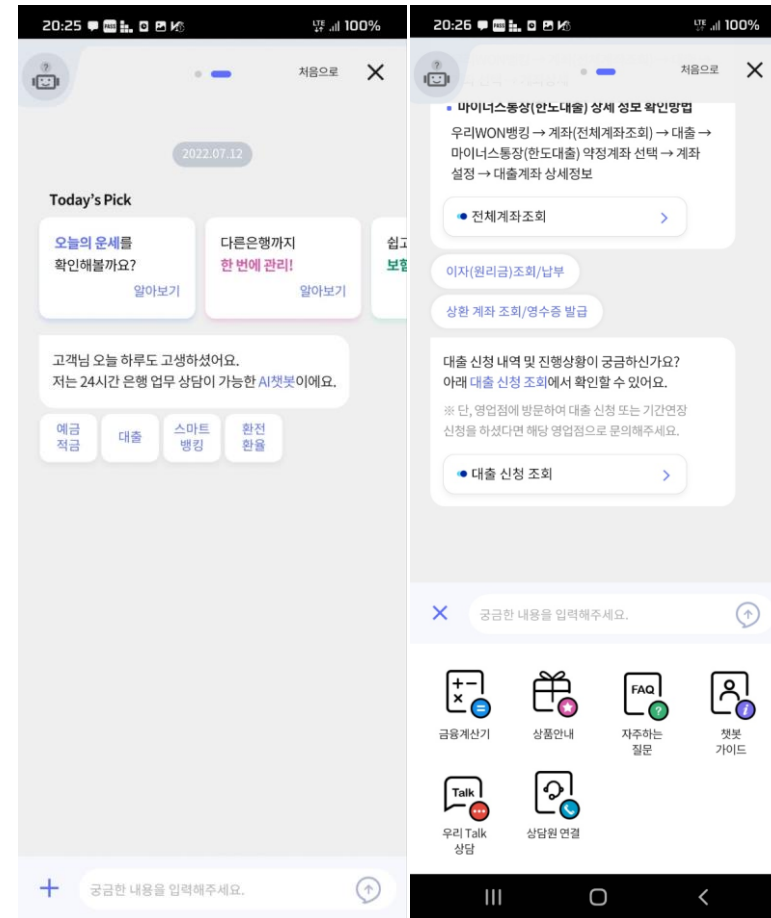 20:25
LTE
100%
처음으로
2022.07.12
Today's Pick
오늘의 운세를
확인해볼까요?
알아보기
다른은행까지
한 번에 관리!
알아보기
쉽고
보험
고객님 오늘 하루도 고생하셨어요.
저는 24시간 은행 업무 상담이 가능한 AI챗봇이에요.
예금
적금
대출
스마트
뱅킹
환전
환율
궁금한 내용을 입력해주세요.
20:26
LTE
100%
처음으로
마이너스통장(한도대출) 상세 정보 확인방법
우리WON뱅킹 → 계좌(전체계좌조회) → 대출 →
마이너스통장(한도대출) 약정계좌 선택 → 계좌
설정 → 대출계좌 상세정보
전체계좌조회
이자(원리금)조회/납부
상환 계좌 조회/영수증 발급
대출 신청 내역 및 진행상황이 궁금하신가요?
아래 대출 신청 조회에서 확인할 수 있어요.
※ 단, 영업점에 방문하여 대출 신청 또는 기간연장
신청을 하셨다면 해당 영업점으로 문의해주세요.
대출 신청 조회
궁금한 내용을 입력해주세요.
금융계산기
상품안내
FAQ
자주하는
질문
챗봇
가이드
Talk
우리 Talk
상담
상담원 연결